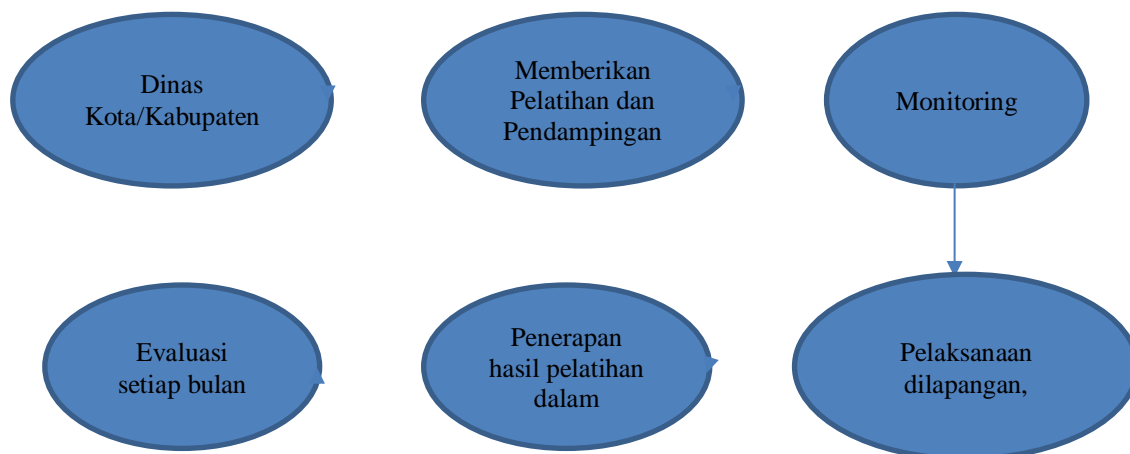 Dinas
Kota/Kabupaten
Memberikan
Pelatihan dan
Pendampingan
Monitoring
Evaluasi
setiap bulan
Penerapan
hasil pelatihan
dalam
Pelaksanaan
dilapangan,